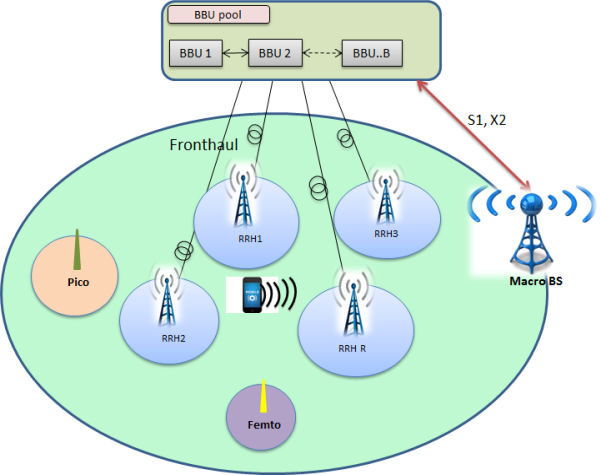 BBU pool
BBU 1
BBU 2
BBU..B
S1, X2
Fronthaul
RRH1
RRH3
Macro BS
Pico
RRH2
RRH R
Femto